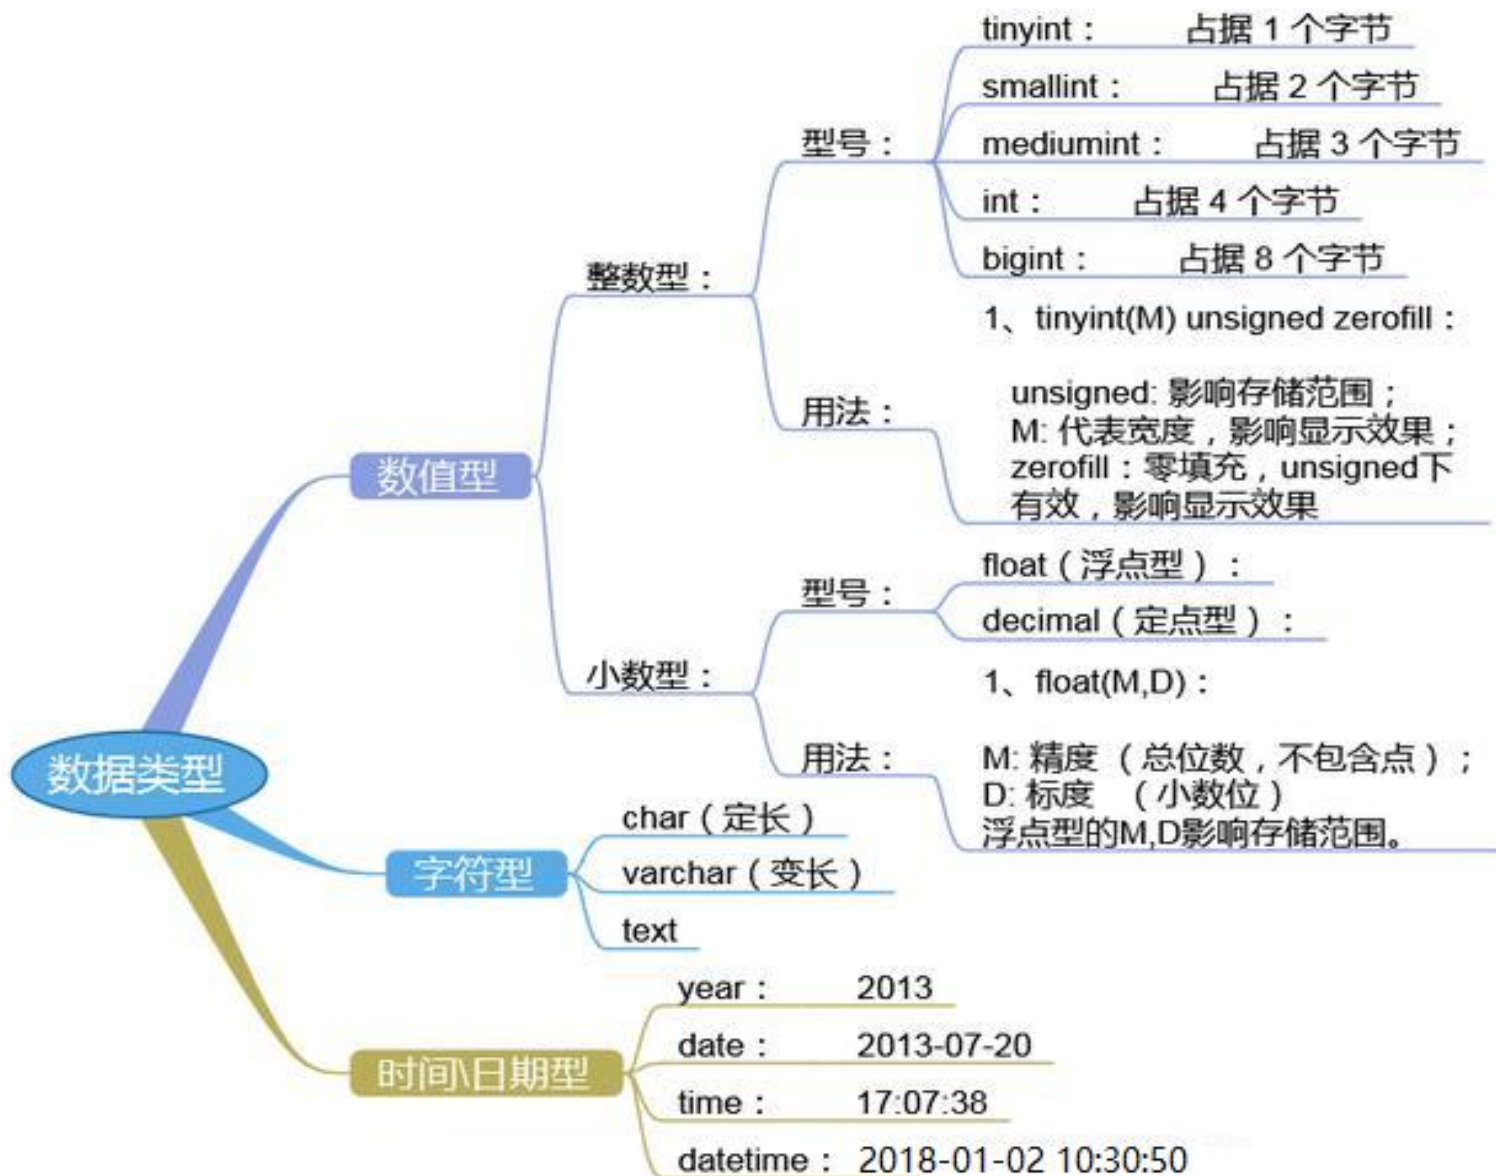 数据类型
数值型
整数型：
型号：
tinyint： 占据 1 个字节
smallint： 占据 2 个字节
mediumint： 占据 3 个字节
int： 占据 4 个字节
bigint： 占据 8 个字节
用法：
1、tinyint(M) unsigned zerofill：
unsigned: 影响存储范围；
M: 代表宽度，影响显示效果；
zerofill：零填充，unsigned下
有效，影响显示效果
小数型：
型号：
float（浮点型）：
decimal（定点型）：
用法：
1、float(M,D)：
M: 精度 （总位数，不包含点）；
D: 标度 （小数位）
浮点型的M,D影响存储范围。
字符型
char（定长）
varchar（变长）
text
时间\日期型
year： 2013
date： 2013-07-20
time： 17:07:38
datetime： 2018-01-02 10:30:50